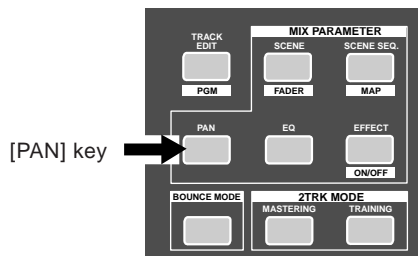 MIX PARAMETER
TRACK
EDIT
SCENE
SCENE SEQ.
PGM
FADER
MAP
[PAN] key
PAN
EQ
EFFECT
ON/OFF
BOUNCE MODE
2TRK MODE
MASTERING
TRAINING